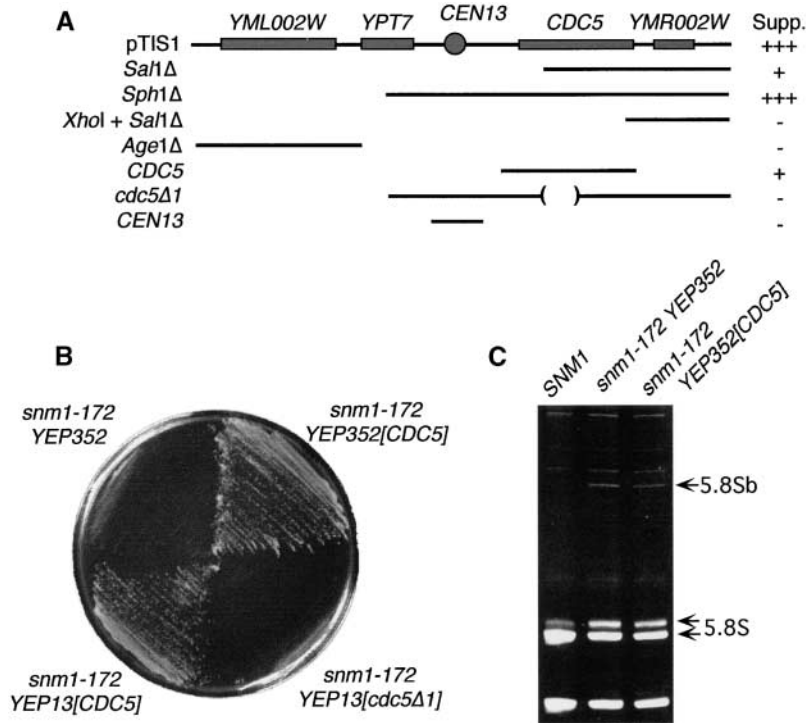 A
YML002W YPT7 CEN13 CDC5 YMR002W Supp.
pTIS1 +++
Sal1Δ +
Sph1Δ +++
XhoI + Sal1Δ -
Age1Δ -
CDC5 +
cdc5Δ1 ( ) -
CEN13 -
B
snm1-172
YEP352
snm1-172
YEP352[CDC5]
snm1-172
YEP13[CDC5]
snm1-172
YEP13[cdc5Δ1]
C
SNM1
snm1-172 YEP352
snm1-172
YEP352[CDC5]
5.8Sb
5.8S